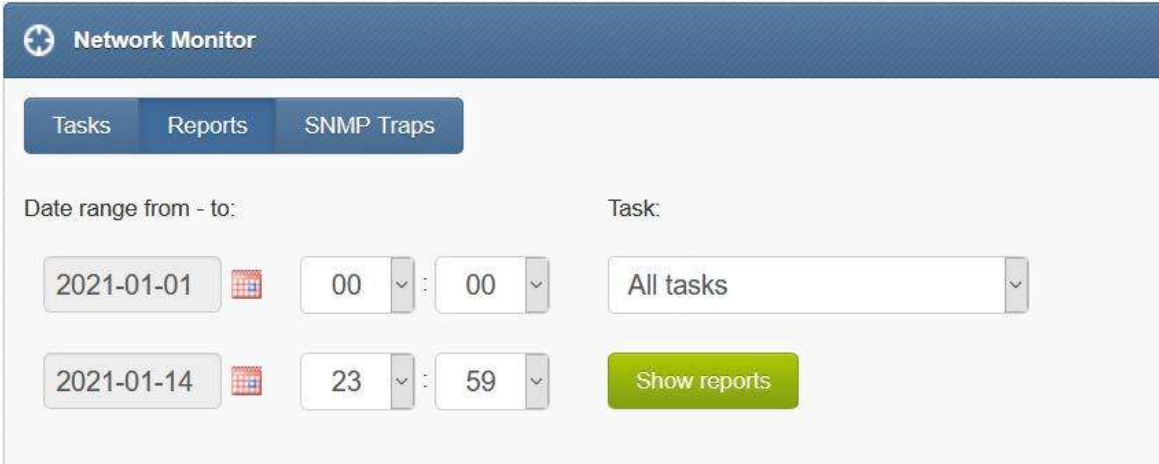 Network Monitor
Tasks Reports SNMP Traps
Date range from - to: Task:
2021-01-01 00 : 00 All tasks
2021-01-14 23 : 59 Show reports